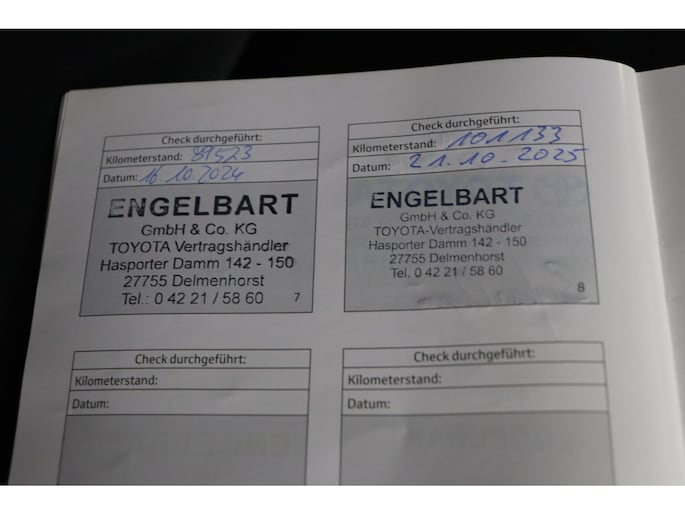 Check durchgeführt:
Kilometerstand: 89523
Datum: 16.10.2024
ENGELBART
GmbH & Co. KG
TOYOTA Vertragshändler
Hasporter Damm 142 - 150
27755 Delmenhorst
Tel.: 0 42 21 / 58 60
7
Check durchgeführt:
Kilometerstand: 101133
Datum: 21.10.2025
ENGELBART
GmbH & Co. KG
TOYOTA-Vertragshändler
Hasporter Damm 142 - 150
27755 Delmenhorst
Tel. 0 42 21 / 58 60
8
Check durchgeführt:
Kilometerstand:
Datum:
Check durchgeführt:
Kilometerstand:
Datum: